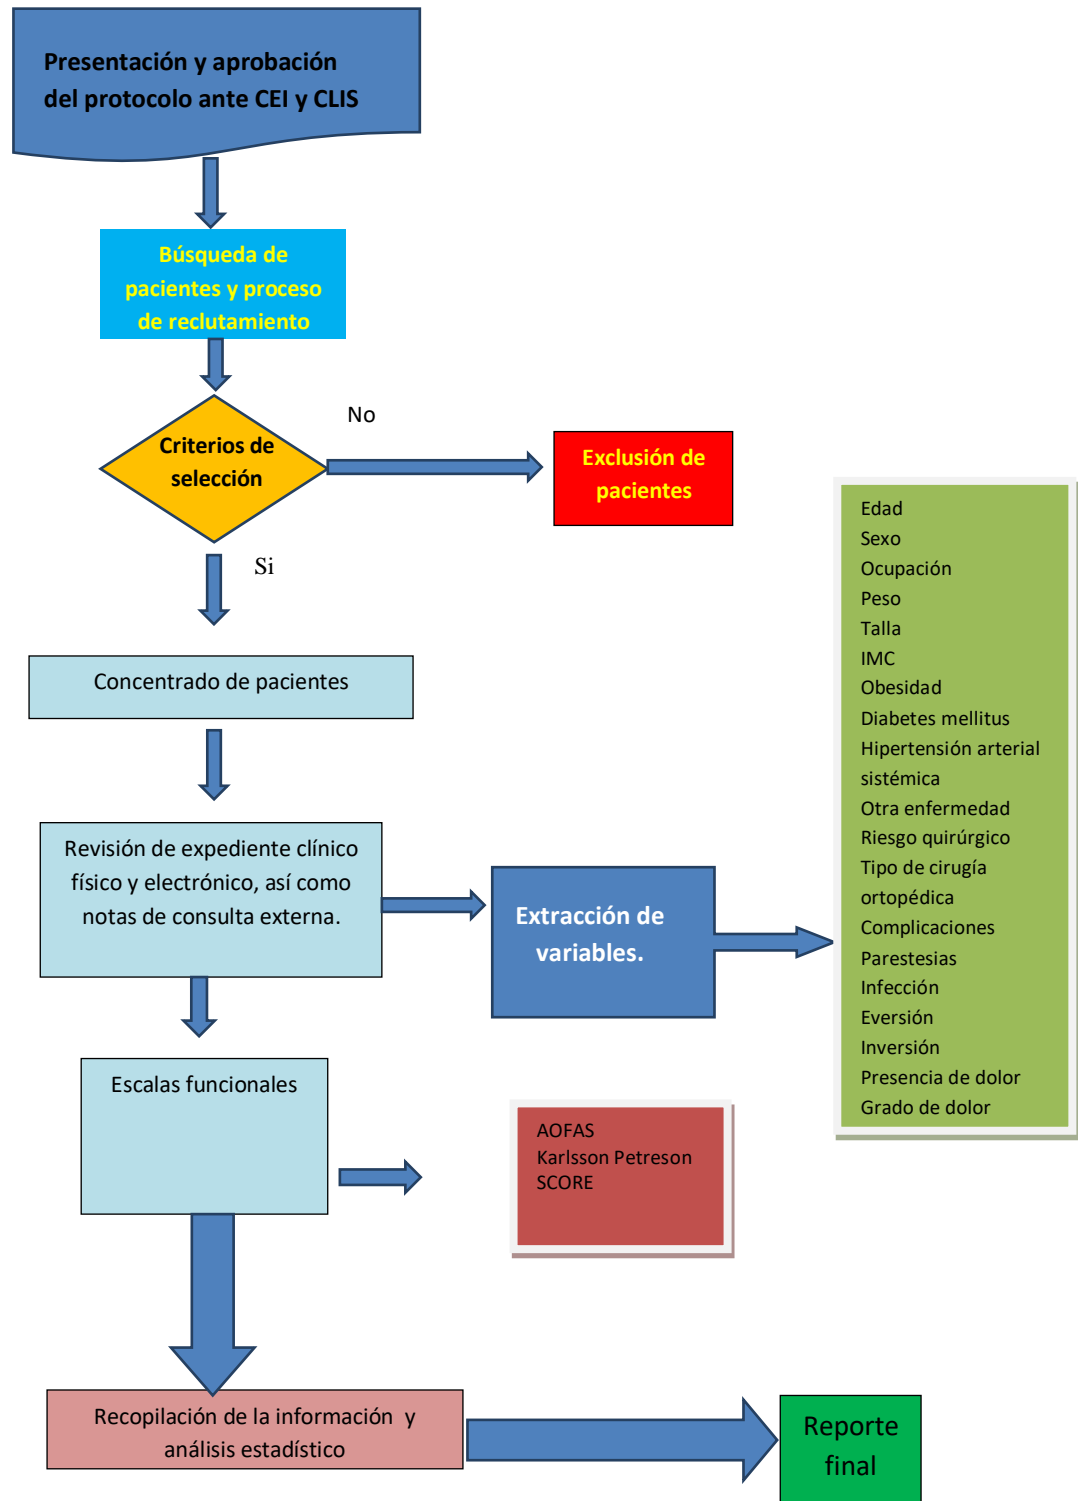 Presentación y aprobación
del protocolo ante CEI y CLIS
Búsqueda de
pacientes y proceso
de reclutamiento
No
Criterios de
selección
Exclusión de
pacientes
Si
Concentrado de pacientes
Revisión de expediente clínico
físico y electrónico, así como
notas de consulta externa.
Extracción de
variables.
Edad
Sexo
Ocupación
Peso
Talla
IMC
Obesidad
Diabetes mellitus
Hipertensión arterial
sistémica
Otra enfermedad
Riesgo quirúrgico
Tipo de cirugía
ortopédica
Complicaciones
Parestesias
Infección
Eversión
Inversión
Presencia de dolor
Grado de dolor
Escalas funcionales
AOFAS
Karlsson Petreson
SCORE
Recopilación de la información  y
análisis estadístico
Reporte
final